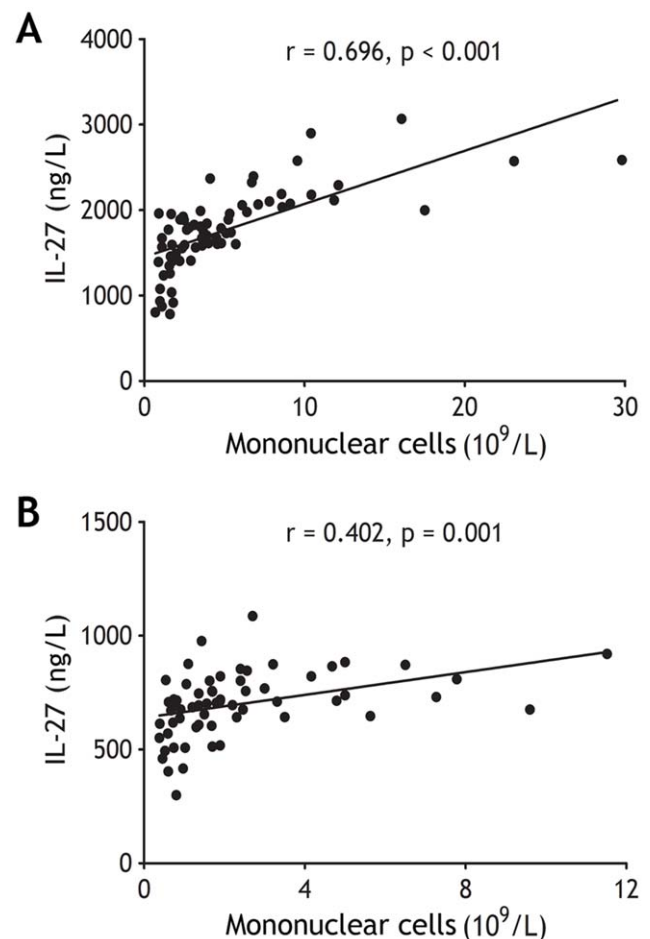 A
r = 0.696, p < 0.001
IL-27 (ng/L)
4000
3000
2000
1000
0
0 10 20 30
Mononuclear cells (10⁹/L)
B
r = 0.402, p = 0.001
IL-27 (ng/L)
1500
1000
500
0
0 4 8 12
Mononuclear cells (10⁹/L)